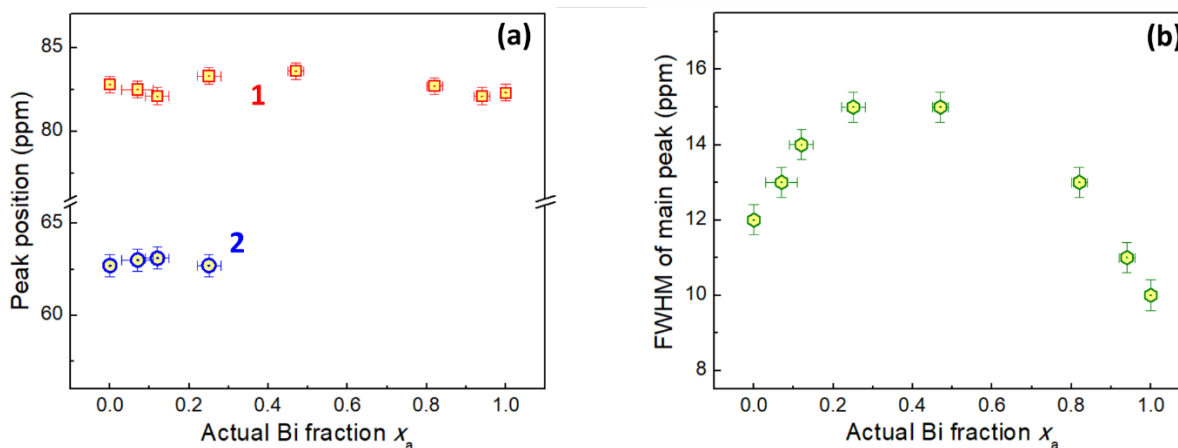 (a)
85
80
65
60
Peak position (ppm)
1
2
0.0 0.2 0.4 0.6 0.8 1.0
Actual Bi fraction xₐ
(b)
16
14
12
10
8
FWHM of main peak (ppm)
0.0 0.2 0.4 0.6 0.8 1.0
Actual Bi fraction xₐ